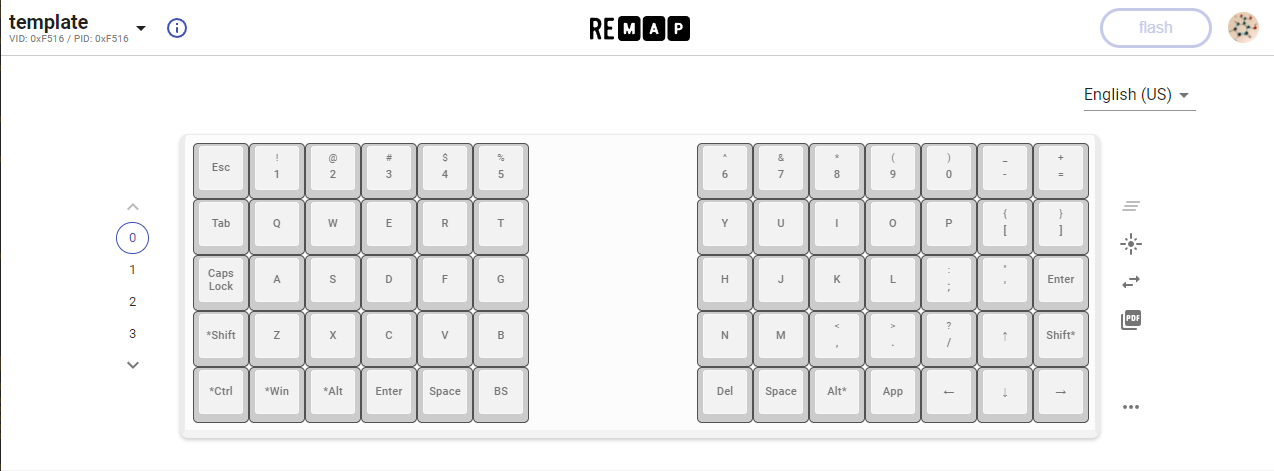 template
VID: 0xF516 / PID: 0xF516
REMAP
flash
English (US)
Esc ! 1 @ 2 # 3 $ 4 % 5 ^ 6 & 7 * 8 ( 9 ) 0 _ - + =
Tab Q W E R T Y U I O P { [ } ]
Caps Lock A S D F G H J K L : ; " ' Enter
*Shift Z X C V B N M < , > . ? / ↑ Shift*
*Ctrl *Win *Alt Enter Space BS Del Space Alt* App ← ↓ →
0
1
2
3
PDF